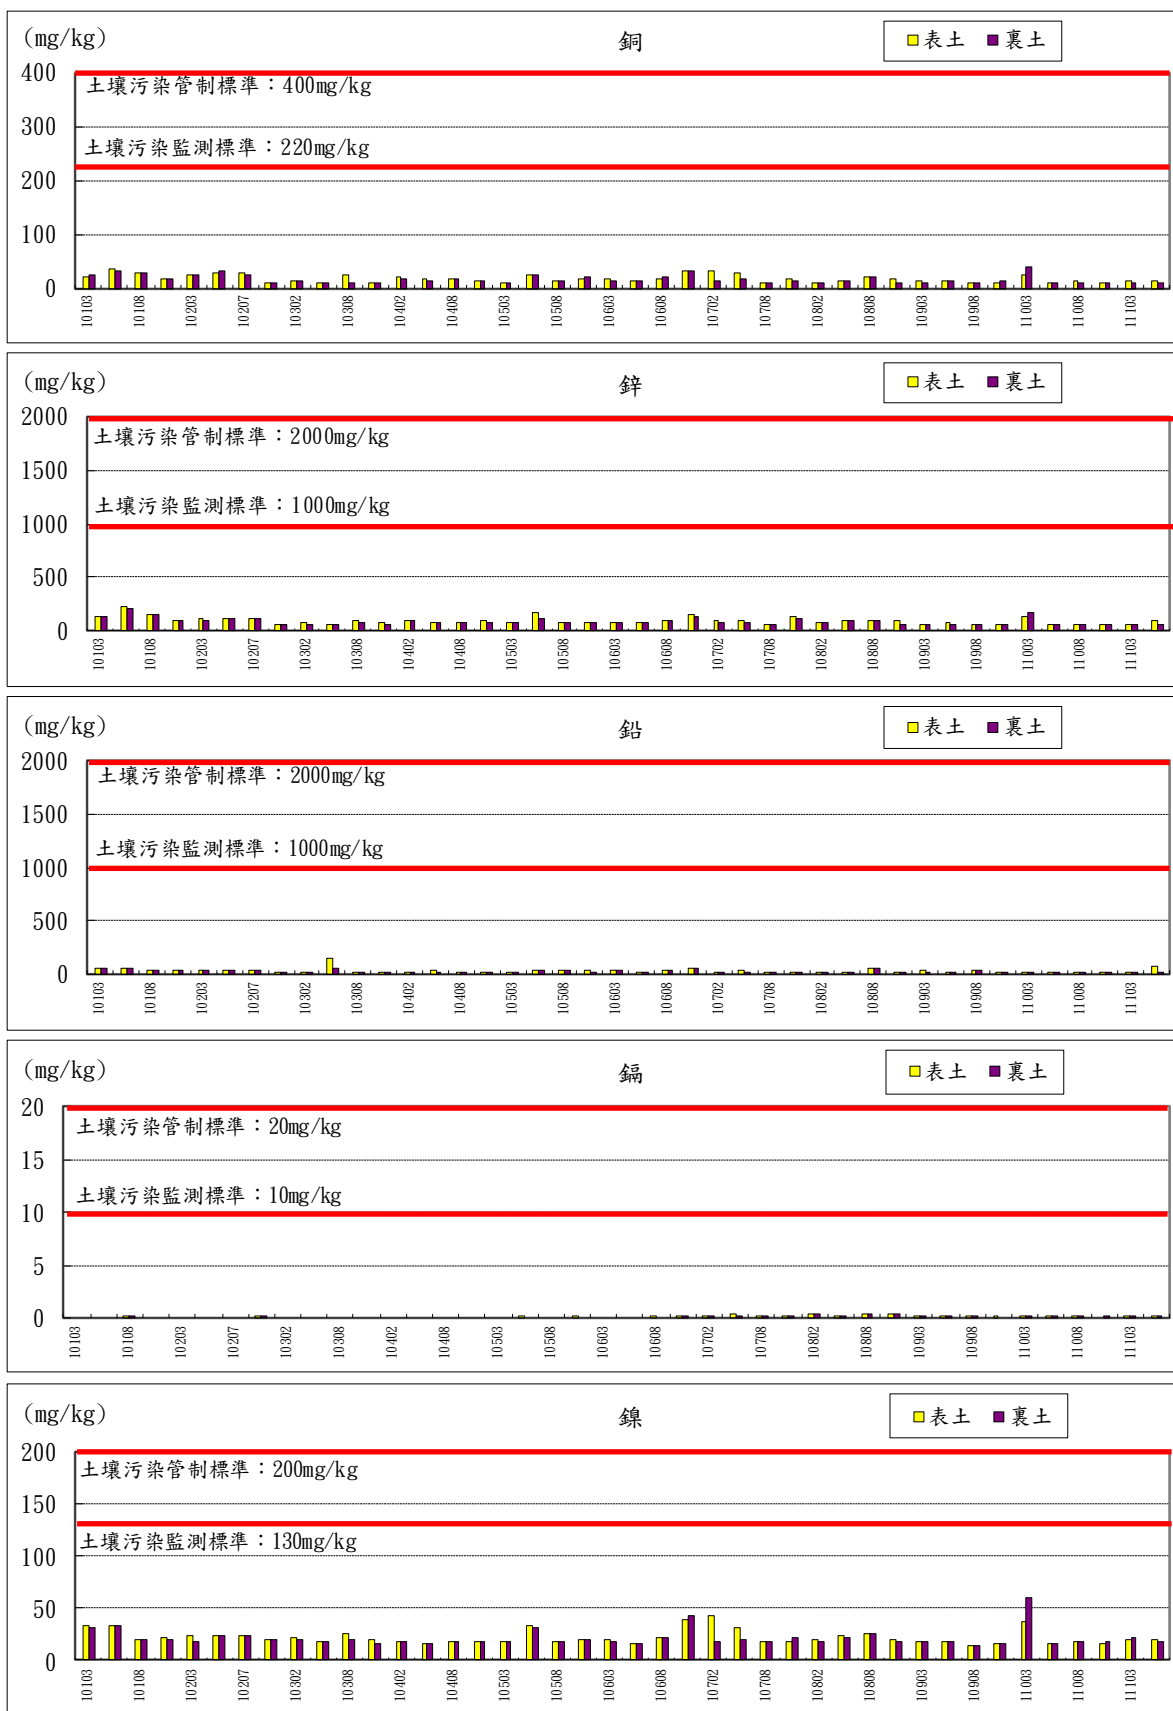 (mg/kg)
銅
表土 裏土
400
土壤污染管制標準：400mg/kg
300
土壤污染監測標準：220mg/kg
200
100
0
10103 10108 10203 10207 10302 10308 10402 10408 10503 10508 10603 10608 10702 10708 10802 10808 10903 10908 11003 11008 11103
(mg/kg)
鋅
表土 裏土
2000
土壤污染管制標準：2000mg/kg
1500
土壤污染監測標準：1000mg/kg
1000
500
0
10103 10108 10203 10207 10302 10308 10402 10408 10503 10508 10603 10608 10702 10708 10802 10808 10903 10908 11003 11008 11103
(mg/kg)
鉛
表土 裏土
2000
土壤污染管制標準：2000mg/kg
1500
土壤污染監測標準：1000mg/kg
1000
500
0
10103 10108 10203 10207 10302 10308 10402 10408 10503 10508 10603 10608 10702 10708 10802 10808 10903 10908 11003 11008 11103
(mg/kg)
鎘
表土 裏土
20
土壤污染管制標準：20mg/kg
15
土壤污染監測標準：10mg/kg
10
5
0
10103 10108 10203 10207 10302 10308 10402 10408 10503 10508 10603 10608 10702 10708 10802 10808 10903 10908 11003 11008 11103
(mg/kg)
鎳
表土 裏土
200
土壤污染管制標準：200mg/kg
150
土壤污染監測標準：130mg/kg
100
50
0
10103 10108 10203 10207 10302 10308 10402 10408 10503 10508 10603 10608 10702 10708 10802 10808 10903 10908 11003 11008 11103